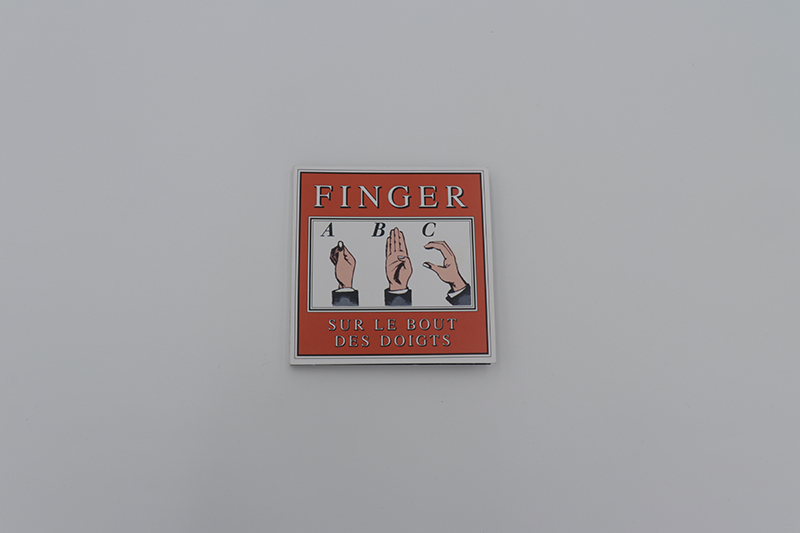 FINGER
A B C
SUR LE BOUT
DES DOIGTS